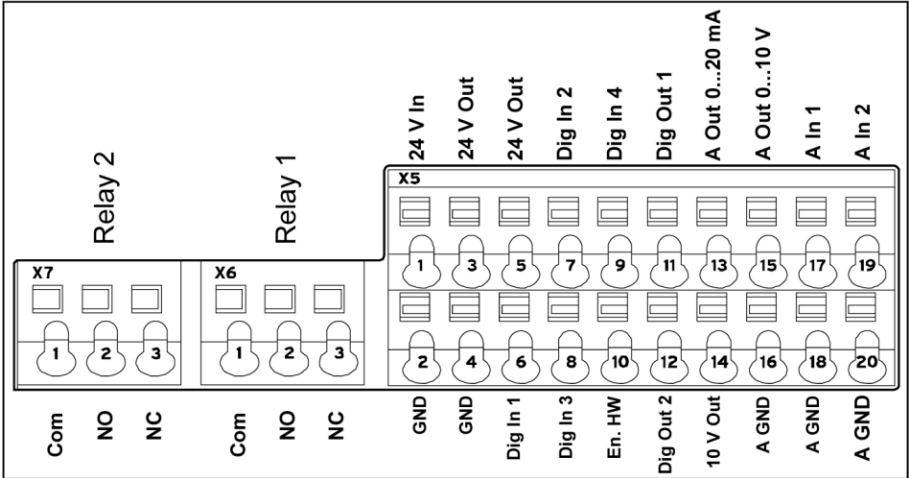 24 V In
24 V Out
24 V Out
Dig In 2
Dig In 4
Dig Out 1
A Out 0...20 mA
A Out 0...10 V
A In 1
A In 2
Relay 2
Relay 1
X5
1 3 5 7 9 11 13 15 17 19
X7
X6
1 2 3
1 2 3
2 4 6 8 10 12 14 16 18 20
Com
NO
NC
Com
NO
NC
GND
GND
Dig In 1
Dig In 3
En. HW
Dig Out 2
10 V Out
A GND
A GND
A GND